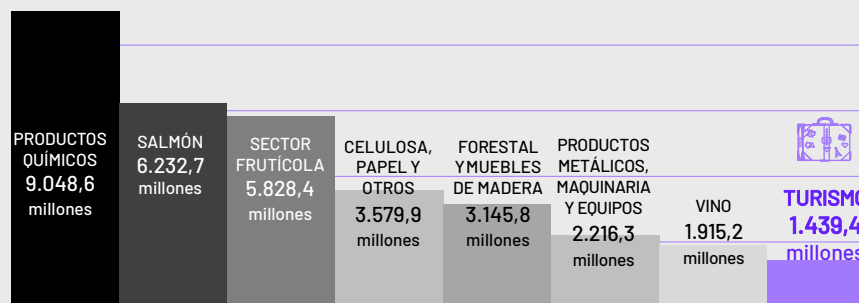 PRODUCTOS
QUÍMICOS
9.048,6
millones
SALMÓN
6.232,7
millones
SECTOR
FRUTÍCOLA
5.828,4
millones
CELULOSA,
PAPEL Y
OTROS
3.579,9
millones
FORESTAL
Y MUEBLES
DE MADERA
3.145,8
millones
PRODUCTOS
METÁLICOS,
MAQUINARIA
Y EQUIPOS
2.216,3
millones
VINO
1.915,2
millones
TURISMO
1.439,4
millones